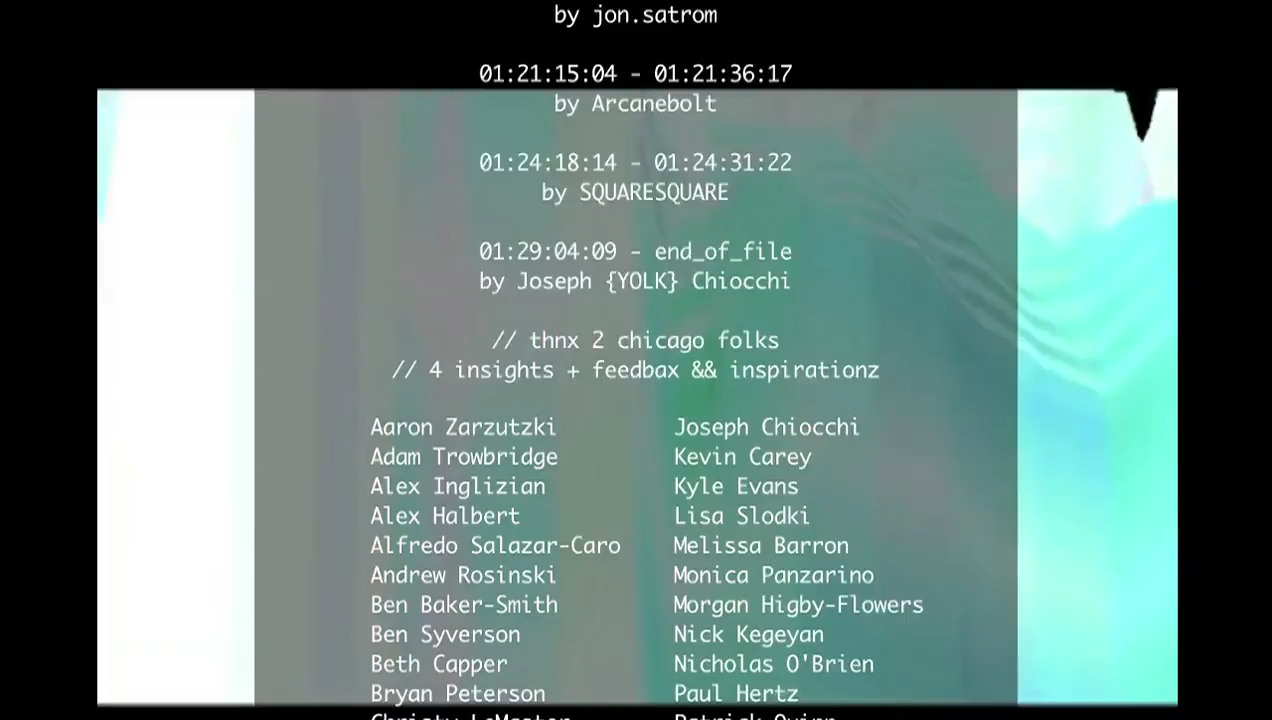 by jon.satrom
01:21:15:04 - 01:21:36:17
by Arcanebolt
01:24:18:14 - 01:24:31:22
by SQUARESQUARE
01:29:04:09 - end_of_file
by Joseph {YOLK} Chiocchi
// thnx 2 chicago folks
// 4 insights + feedbax && inspirationz
Aaron Zarzutzki Joseph Chiocchi
Adam Trowbridge Kevin Carey
Alex Inglizian Kyle Evans
Alex Halbert Lisa Slodki
Alfredo Salazar-Caro Melissa Barron
Andrew Rosinski Monica Panzarino
Ben Baker-Smith Morgan Higby-Flowers
Ben Syverson Nick Kegeyan
Beth Capper Nicholas O'Brien
Bryan Peterson Paul Hertz